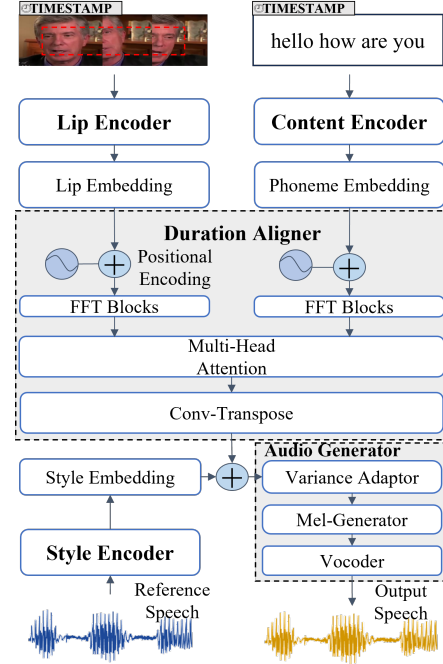 TIMESTAMP
TIMESTAMP
hello how are you
Lip Encoder
Content Encoder
Lip Embedding
Phoneme Embedding
Duration Aligner
Positional
Encoding
FFT Blocks
FFT Blocks
Multi-Head
Attention
Conv-Transpose
Audio Generator
Style Embedding
Variance Adaptor
Mel-Generator
Style Encoder
Vocoder
Reference
Speech
Output
Speech